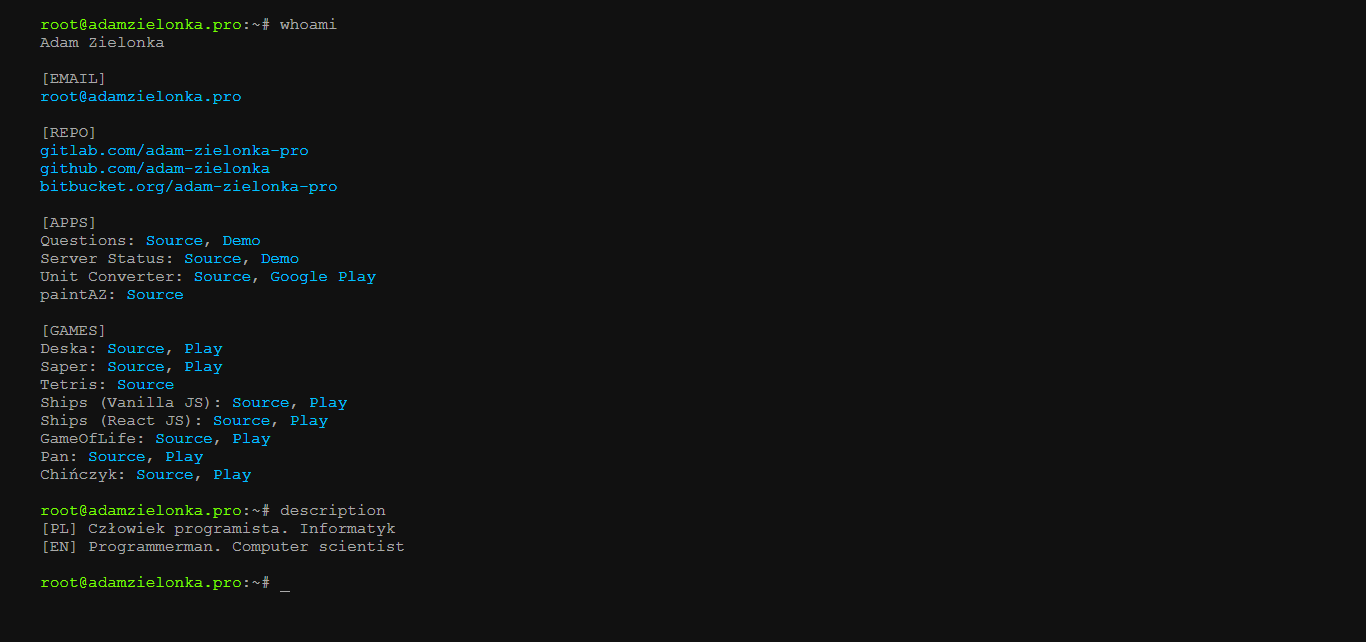 root@adamzielonka.pro:~# whoami
Adam Zielonka
[EMAIL]
root@adamzielonka.pro
[REPO]
gitlab.com/adam-zielonka-pro
github.com/adam-zielonka
bitbucket.org/adam-zielonka-pro
[APPS]
Questions: Source, Demo
Server Status: Source, Demo
Unit Converter: Source, Google Play
paintAZ: Source
[GAMES]
Deska: Source, Play
Saper: Source, Play
Tetris: Source
Ships (Vanilla JS): Source, Play
Ships (React JS): Source, Play
GameOfLife: Source, Play
Pan: Source, Play
Chińczyk: Source, Play
root@adamzielonka.pro:~# description
[PL] Człowiek programista. Informatyk
[EN] Programmerman. Computer scientist
root@adamzielonka.pro:~# _